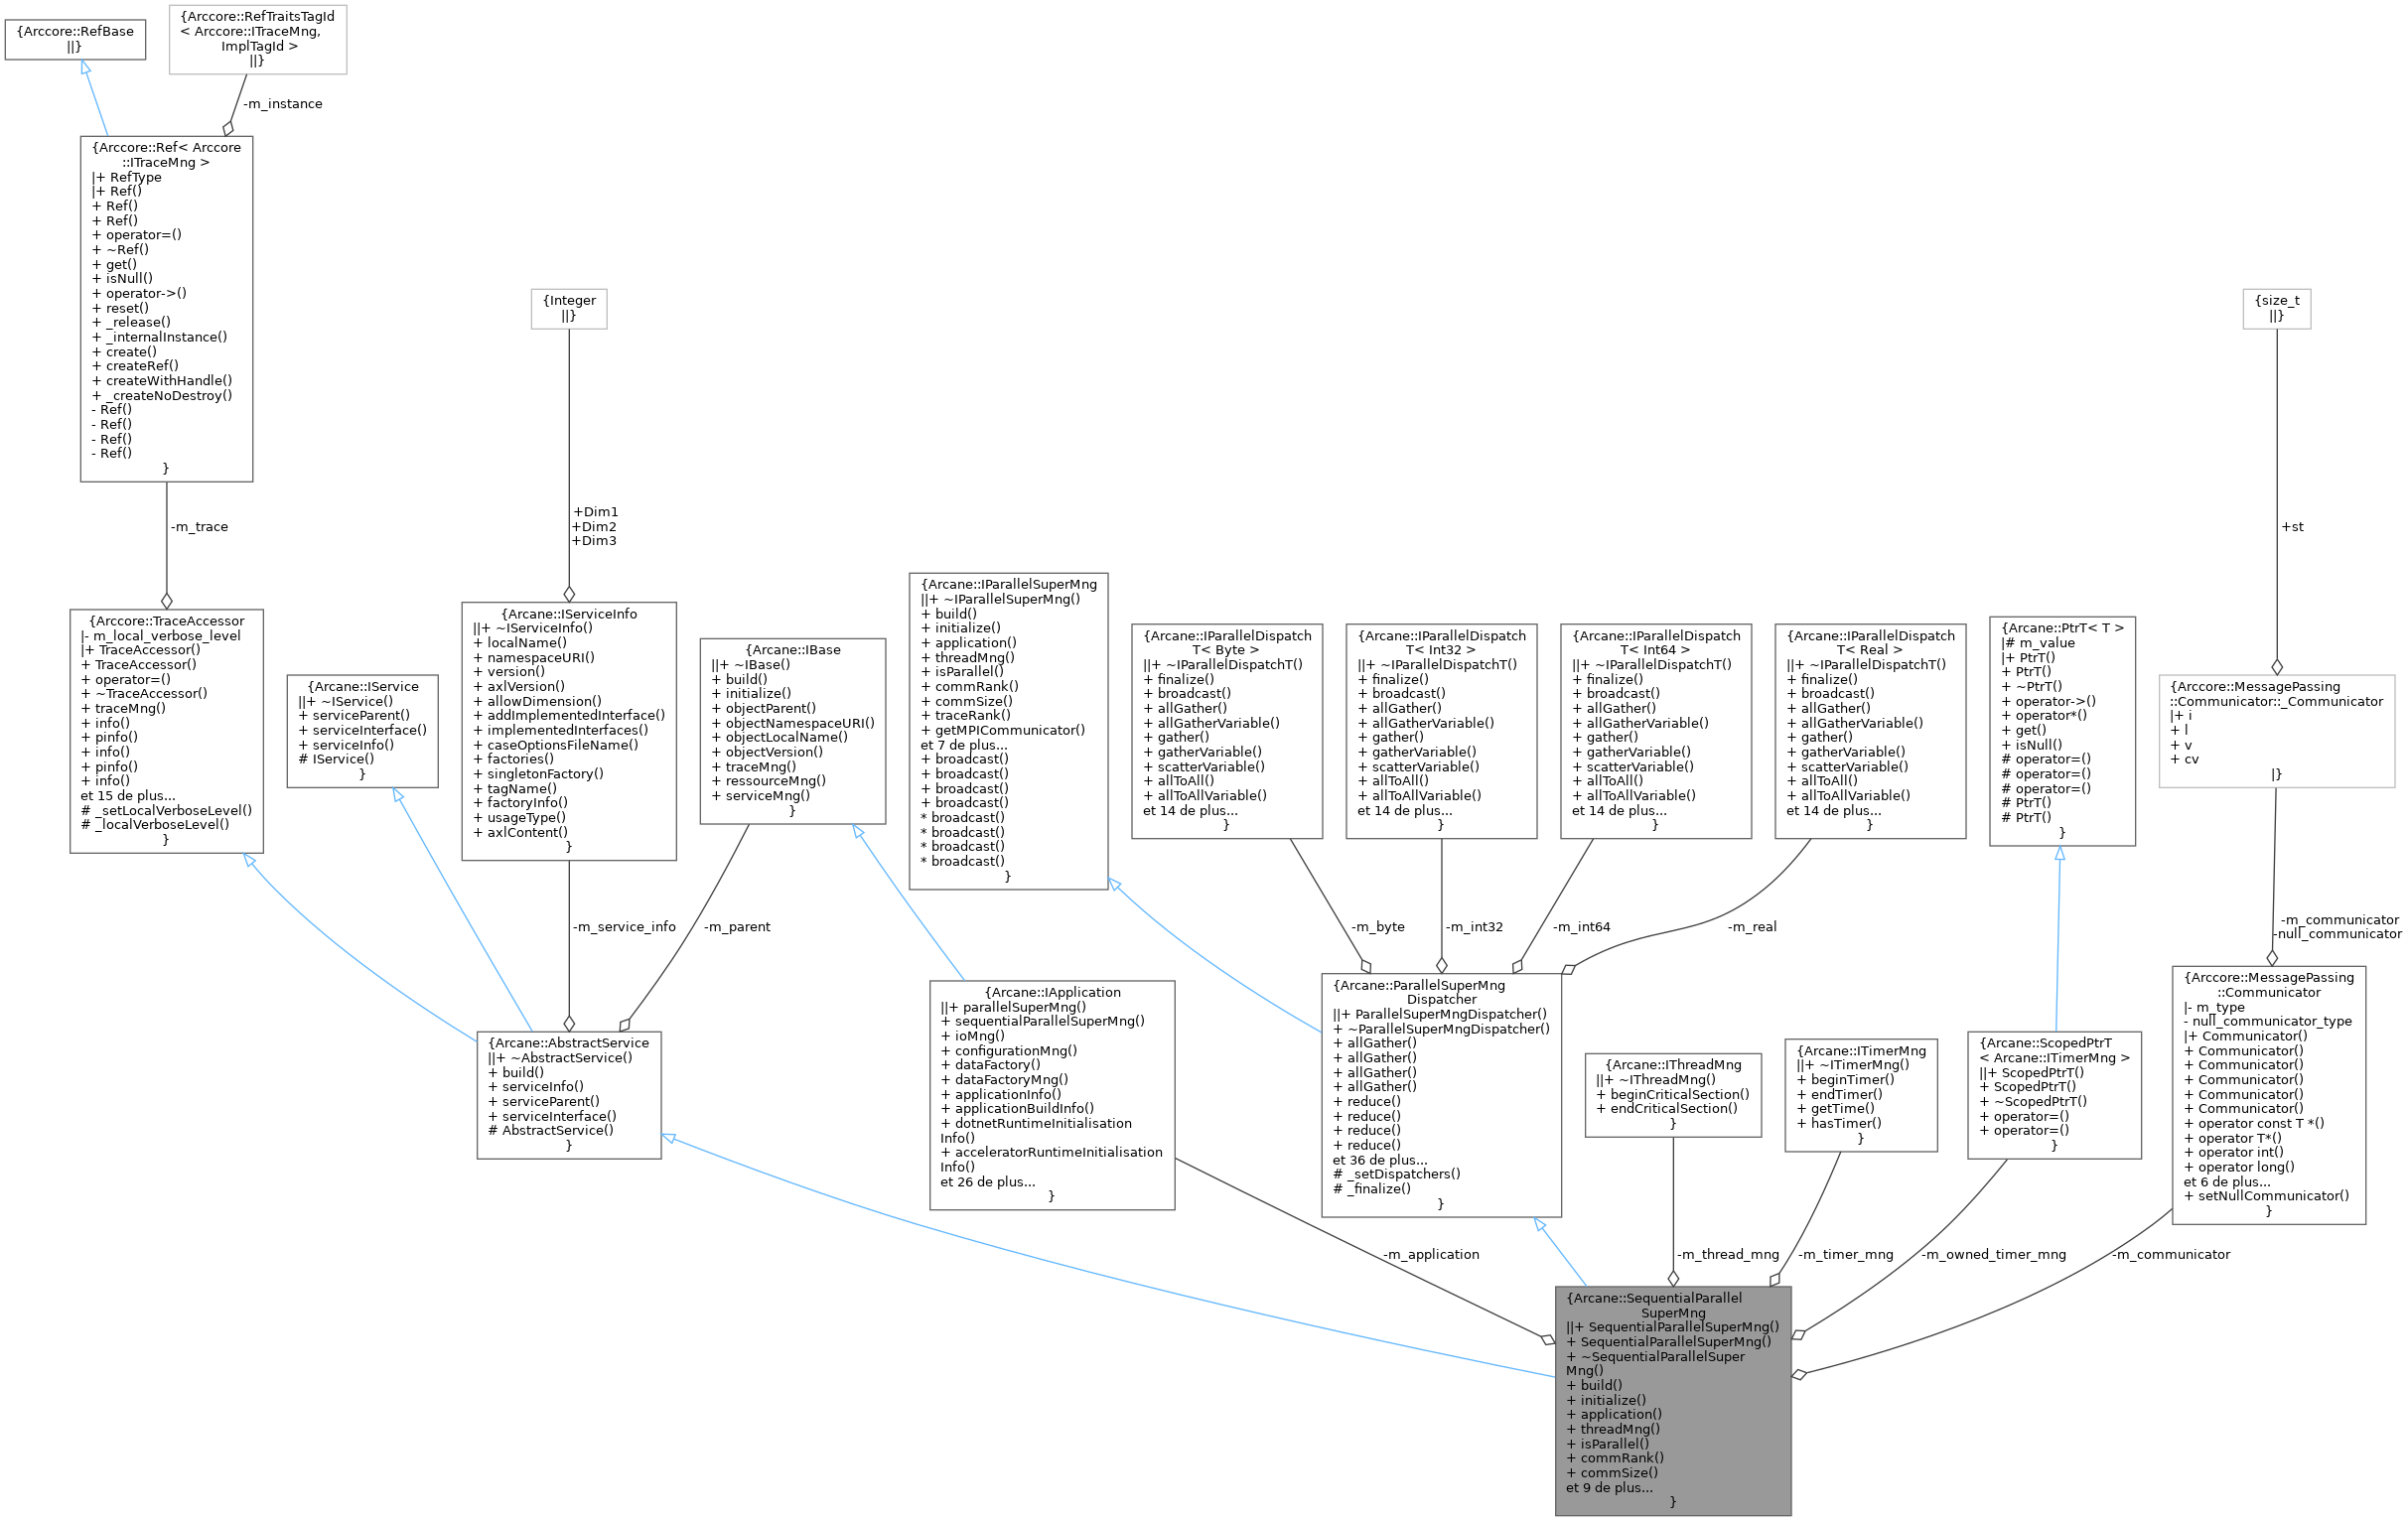 {Arccore::RefBase
||}
{Arccore::RefTraitsTagId
< Arccore::ITraceMng,
ImplTagId >
||}
-m_instance
{Arccore::Ref< Arccore
::ITraceMng >
|+ RefType
|+ Ref()
+ Ref()
+ Ref()
+ operator=()
+ ~Ref()
+ get()
+ isNull()
+ operator->()
+ reset()
+ _release()
+ _internalInstance()
+ create()
+ createRef()
+ createWithHandle()
+ _createNoDestroy()
- Ref()
- Ref()
- Ref()
- Ref()
}
-m_trace
{Arccore::TraceAccessor
|- m_local_verbose_level
|+ TraceAccessor()
+ TraceAccessor()
+ operator=()
+ ~TraceAccessor()
+ traceMng()
+ info()
+ pinfo()
+ info()
+ pinfo()
+ info()
et 15 de plus...
# _setLocalVerboseLevel()
# _localVerboseLevel()
}
{Arcane::IService
||+ ~IService()
+ serviceParent()
+ serviceInterface()
+ serviceInfo()
# IService()
}
{Integer
||}
+Dim1
+Dim2
+Dim3
{Arcane::IServiceInfo
||+ ~IServiceInfo()
+ localName()
+ namespaceURI()
+ version()
+ axlVersion()
+ allowDimension()
+ addImplementedInterface()
+ implementedInterfaces()
+ caseOptionsFileName()
+ factories()
+ singletonFactory()
+ tagName()
+ factoryInfo()
+ usageType()
+ axlContent()
}
-m_service_info
{Arcane::IBase
||+ ~IBase()
+ build()
+ initialize()
+ objectParent()
+ objectNamespaceURI()
+ objectLocalName()
+ objectVersion()
+ traceMng()
+ ressourceMng()
+ serviceMng()
}
-m_parent
{Arcane::AbstractService
||+ ~AbstractService()
+ build()
+ serviceInfo()
+ serviceParent()
+ serviceInterface()
# AbstractService()
}
{Arcane::IParallelSuperMng
||+ ~IParallelSuperMng()
+ build()
+ initialize()
+ application()
+ threadMng()
+ isParallel()
+ commRank()
+ commSize()
+ traceRank()
+ getMPICommunicator()
et 7 de plus...
+ broadcast()
+ broadcast()
+ broadcast()
+ broadcast()
* broadcast()
* broadcast()
* broadcast()
* broadcast()
}
{Arcane::IApplication
||+ parallelSuperMng()
+ sequentialParallelSuperMng()
+ ioMng()
+ configurationMng()
+ dataFactory()
+ dataFactoryMng()
+ applicationInfo()
+ applicationBuildInfo()
+ dotnetRuntimeInitialisation
Info()
+ acceleratorRuntimeInitialisation
Info()
et 26 de plus...
}
-m_application
{Arcane::IParallelDispatch
T< Byte >
||+ ~IParallelDispatchT()
+ finalize()
+ broadcast()
+ allGather()
+ allGatherVariable()
+ gather()
+ gatherVariable()
+ scatterVariable()
+ allToAll()
+ allToAllVariable()
et 14 de plus...
}
-m_byte
{Arcane::IParallelDispatch
T< Int32 >
||+ ~IParallelDispatchT()
+ finalize()
+ broadcast()
+ allGather()
+ allGatherVariable()
+ gather()
+ gatherVariable()
+ scatterVariable()
+ allToAll()
+ allToAllVariable()
et 14 de plus...
}
-m_int32
{Arcane::IParallelDispatch
T< Int64 >
||+ ~IParallelDispatchT()
+ finalize()
+ broadcast()
+ allGather()
+ allGatherVariable()
+ gather()
+ gatherVariable()
+ scatterVariable()
+ allToAll()
+ allToAllVariable()
et 14 de plus...
}
-m_int64
{Arcane::IParallelDispatch
T< Real >
||+ ~IParallelDispatchT()
+ finalize()
+ broadcast()
+ allGather()
+ allGatherVariable()
+ gather()
+ gatherVariable()
+ scatterVariable()
+ allToAll()
+ allToAllVariable()
et 14 de plus...
}
-m_real
{Arcane::ParallelSuperMng
Dispatcher
||+ ParallelSuperMngDispatcher()
+ ~ParallelSuperMngDispatcher()
+ allGather()
+ allGather()
+ allGather()
+ allGather()
+ reduce()
+ reduce()
+ reduce()
+ reduce()
et 36 de plus...
# _setDispatchers()
# _finalize()
}
{Arcane::IThreadMng
||+ ~IThreadMng()
+ beginCriticalSection()
+ endCriticalSection()
}
-m_thread_mng
{Arcane::ITimerMng
||+ ~ITimerMng()
+ beginTimer()
+ endTimer()
+ getTime()
+ hasTimer()
}
-m_timer_mng
{Arcane::PtrT< T >
|# m_value
|+ PtrT()
+ PtrT()
+ ~PtrT()
+ operator->()
+ operator*()
+ get()
+ isNull()
# operator=()
# operator=()
# operator=()
# PtrT()
# PtrT()
}
{Arcane::ScopedPtrT
< Arcane::ITimerMng >
||+ ScopedPtrT()
+ ScopedPtrT()
+ ~ScopedPtrT()
+ operator=()
+ operator=()
}
-m_owned_timer_mng
{size_t
||}
+st
{Arccore::MessagePassing
::Communicator::_Communicator
|+ i
+ l
+ v
+ cv
|}
-m_communicator
-null_communicator
{Arccore::MessagePassing
::Communicator
|- m_type
- null_communicator_type
|+ Communicator()
+ Communicator()
+ Communicator()
+ Communicator()
+ Communicator()
+ Communicator()
+ operator const T *()
+ operator T*()
+ operator int()
+ operator long()
et 6 de plus...
+ setNullCommunicator()
}
-m_communicator
{Arcane::SequentialParallel
SuperMng
||+ SequentialParallelSuperMng()
+ SequentialParallelSuperMng()
+ ~SequentialParallelSuper
Mng()
+ build()
+ initialize()
+ application()
+ threadMng()
+ isParallel()
+ commRank()
+ commSize()
et 9 de plus...
}